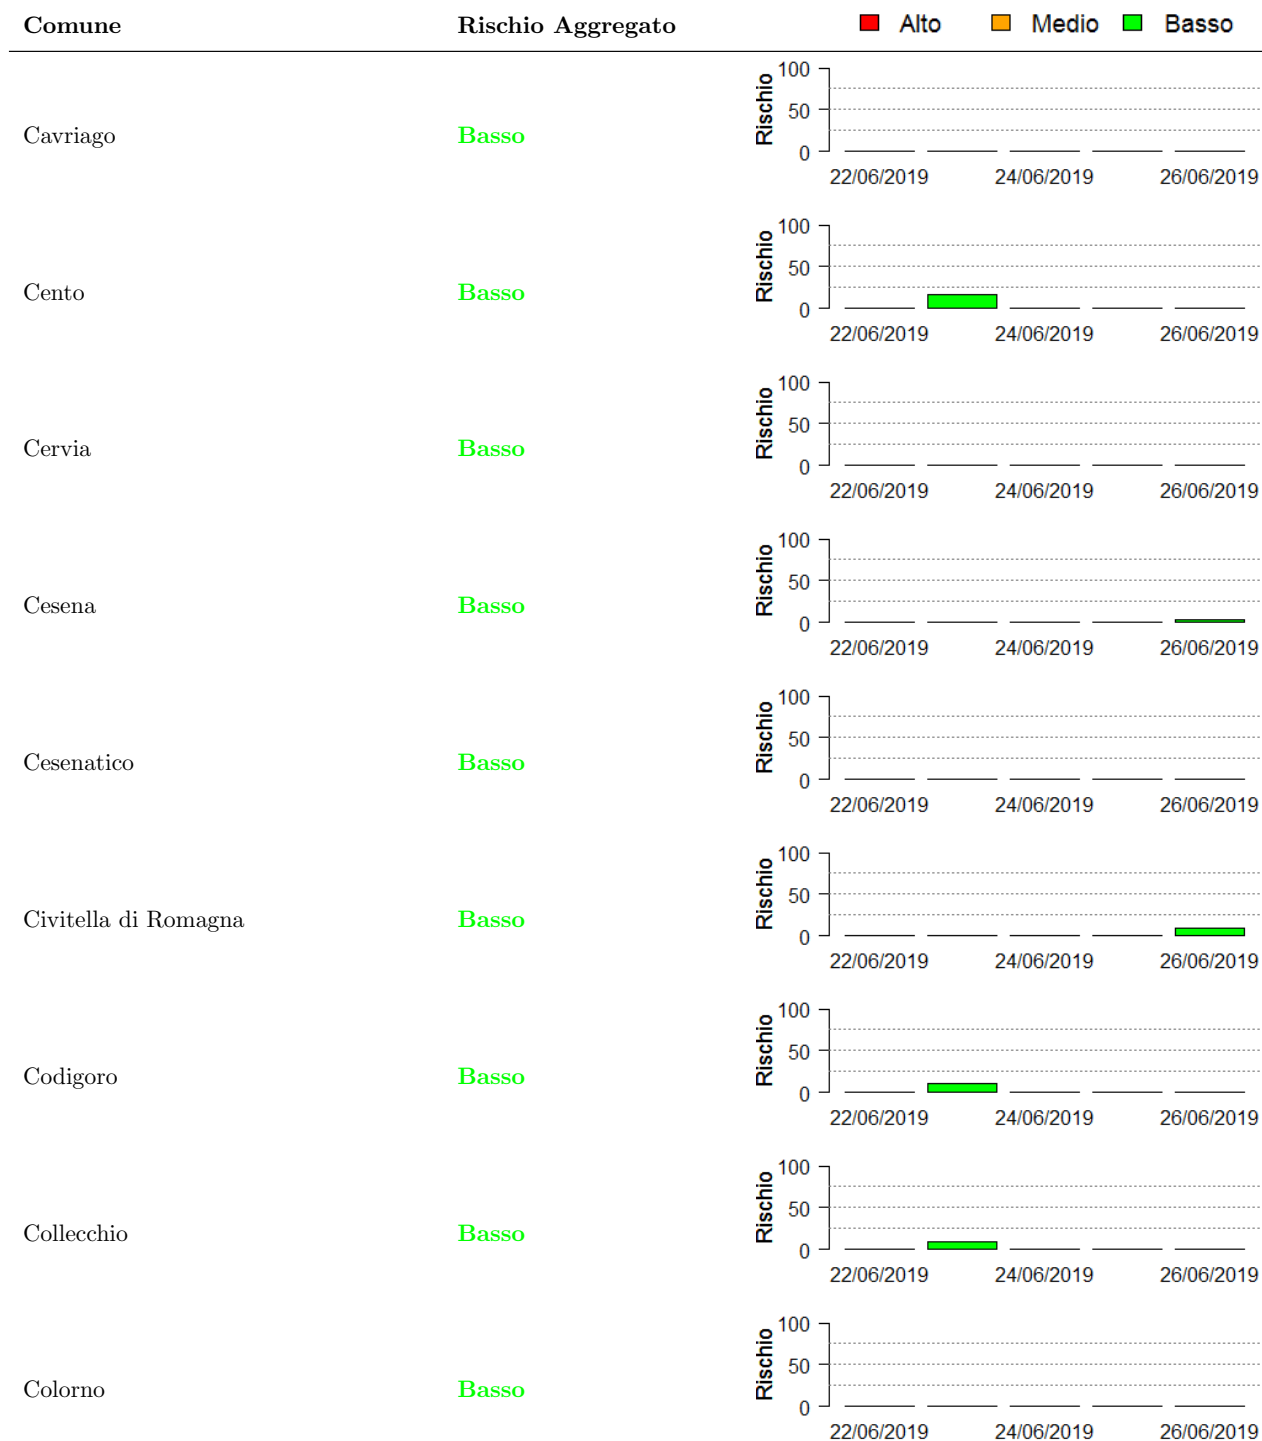 Comune Rischio Aggregato Alto Medio Basso
Cavriago Basso
Rischio
100
50
0
22/06/2019 24/06/2019 26/06/2019
Cento Basso
Rischio
100
50
0
22/06/2019 24/06/2019 26/06/2019
Cervia Basso
Rischio
100
50
0
22/06/2019 24/06/2019 26/06/2019
Cesena Basso
Rischio
100
50
0
22/06/2019 24/06/2019 26/06/2019
Cesenatico Basso
Rischio
100
50
0
22/06/2019 24/06/2019 26/06/2019
Civitella di Romagna Basso
Rischio
100
50
0
22/06/2019 24/06/2019 26/06/2019
Codigoro Basso
Rischio
100
50
0
22/06/2019 24/06/2019 26/06/2019
Collecchio Basso
Rischio
100
50
0
22/06/2019 24/06/2019 26/06/2019
Colorno Basso
Rischio
100
50
0
22/06/2019 24/06/2019 26/06/2019